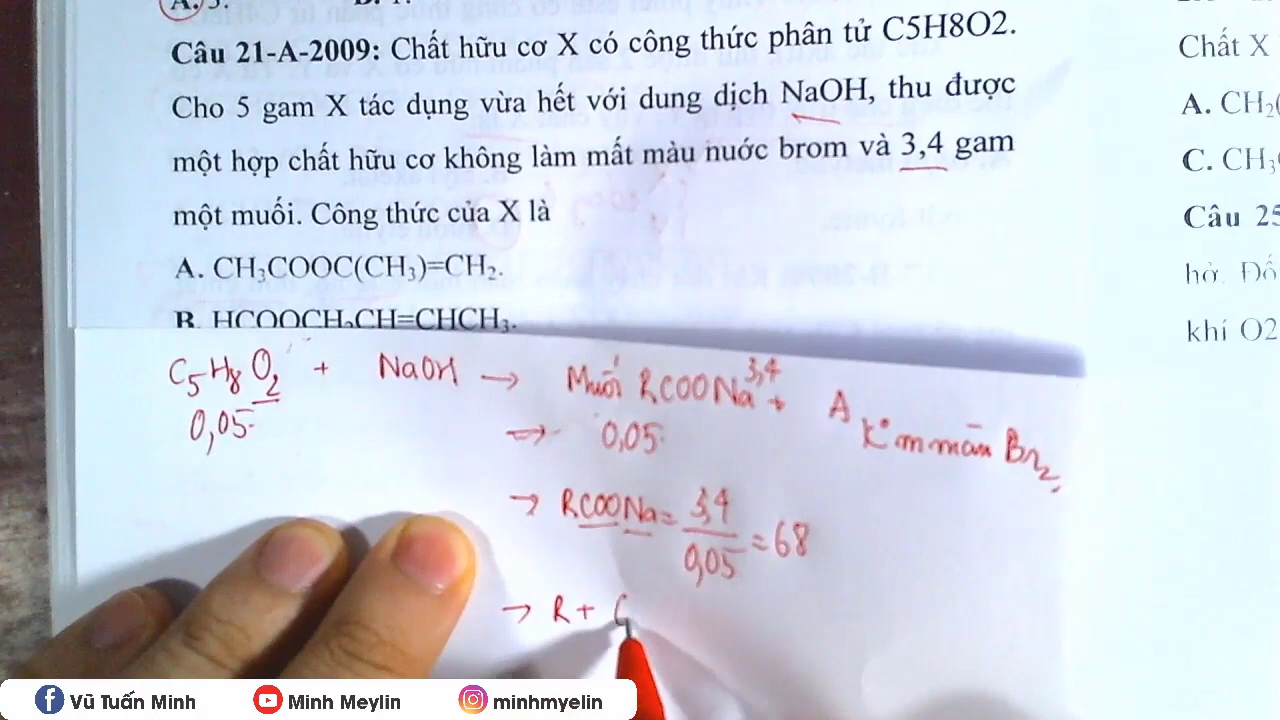 A. 3.
Câu 21-A-2009: Chất hữu cơ X có công thức phân tử C5H8O2.
Cho 5 gam X tác dụng vừa hết với dung dịch NaOH, thu được
một hợp chất hữu cơ không làm mất màu nước brom và 3,4 gam
một muối. Công thức của X là
A. CH₃COOC(CH₃)=CH₂.
B. HCOOCH₂CH=CHCH₃.
C₅H₈O₂ + NaOH → Muối RCOONa + A
3,4
0,05 => 0,05 k° m màu Br₂
→ RCOONa = 3,4 / 0,05 = 68
→ R +
Chất X
A. CH₂(
C. CH₃
Câu 25
hở. Đố
khí O2
Vũ Tuấn Minh Minh Meylin minhmyelin